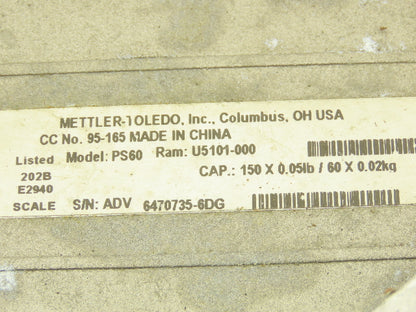 METTLER-TOLEDO, Inc., Columbus, OH USA
CC No. 95-165 MADE IN CHINA
Listed Model: PS60 Ram: U5101-000
202B CAP.: 150 X 0.05lb / 60 X 0.02kg
E2940
SCALE S/N: ADV 6470735-6DG